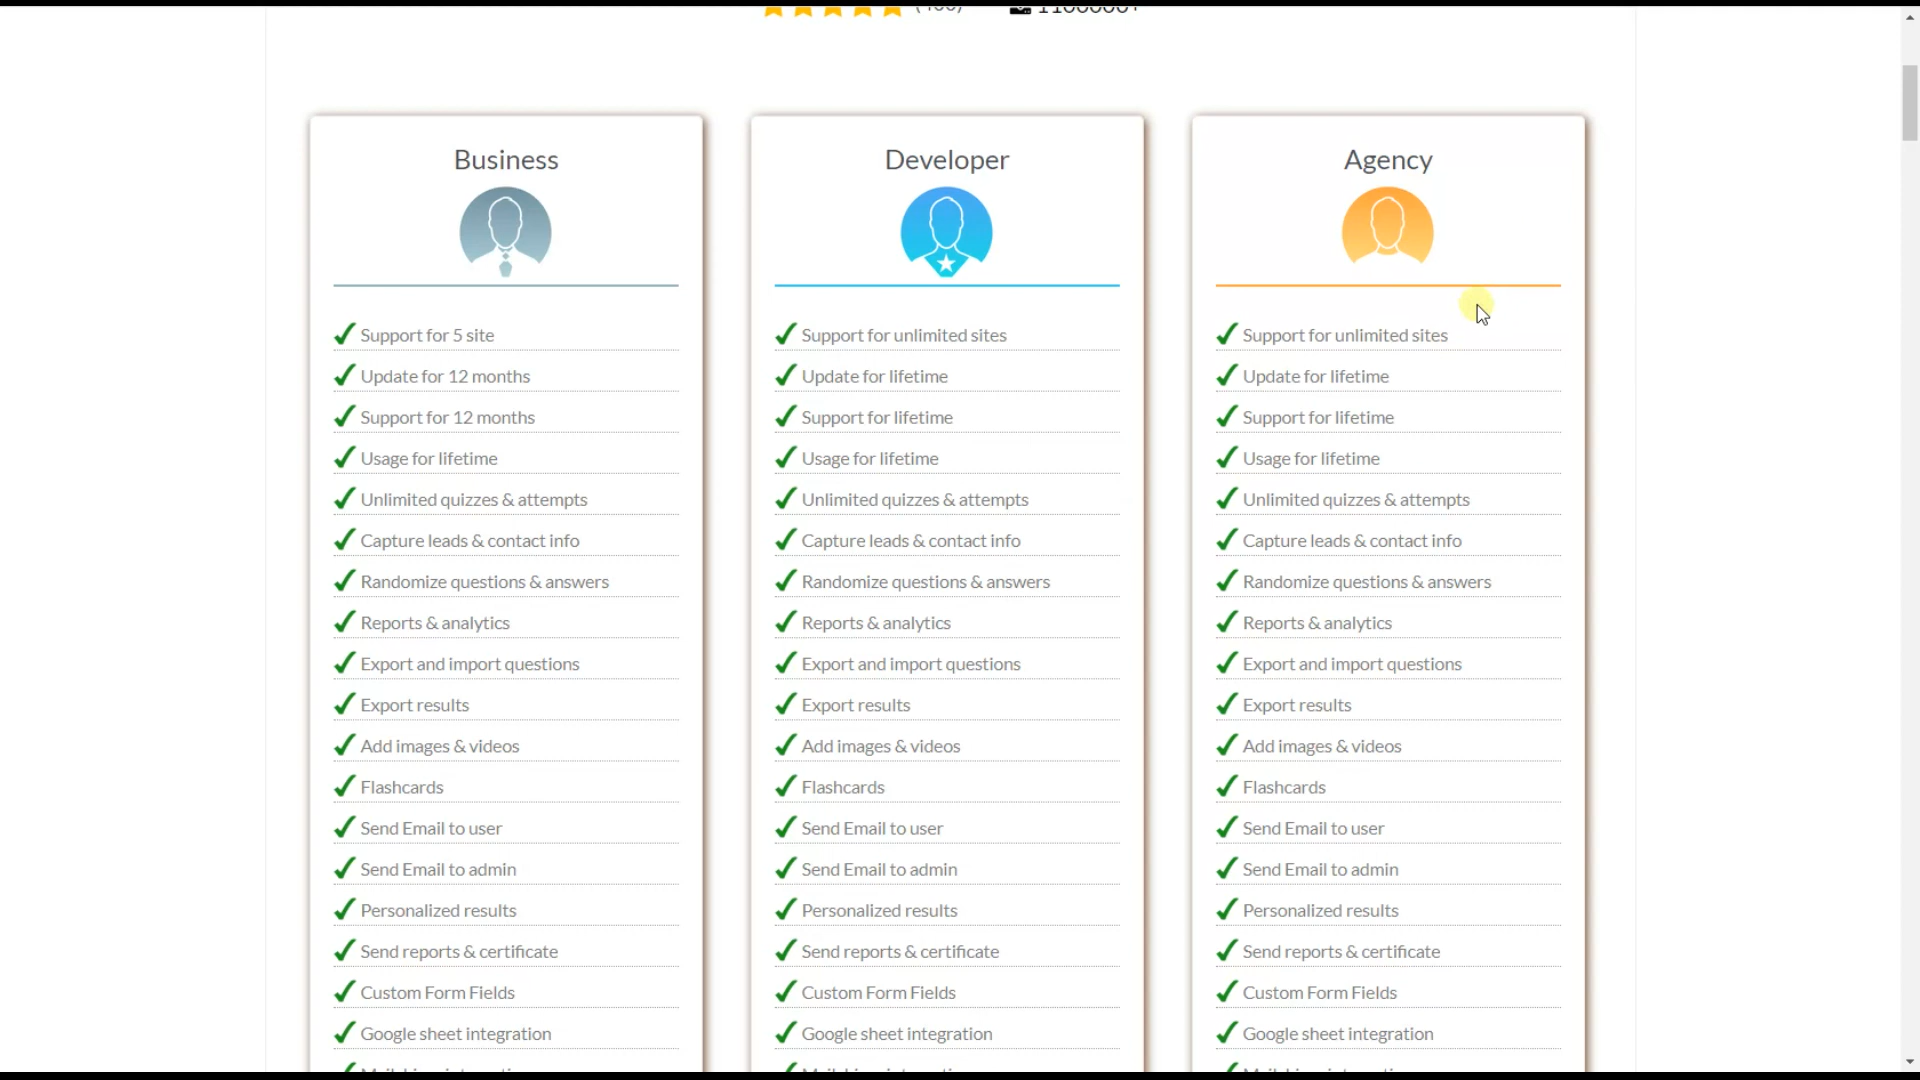 Business
Support for 5 site
Update for 12 months
Support for 12 months
Usage for lifetime
Unlimited quizzes & attempts
Capture leads & contact info
Randomize questions & answers
Reports & analytics
Export and import questions
Export results
Add images & videos
Flashcards
Send Email to user
Send Email to admin
Personalized results
Send reports & certificate
Custom Form Fields
Google sheet integration
Developer
Support for unlimited sites
Update for lifetime
Support for lifetime
Usage for lifetime
Unlimited quizzes & attempts
Capture leads & contact info
Randomize questions & answers
Reports & analytics
Export and import questions
Export results
Add images & videos
Flashcards
Send Email to user
Send Email to admin
Personalized results
Send reports & certificate
Custom Form Fields
Google sheet integration
Agency
Support for unlimited sites
Update for lifetime
Support for lifetime
Usage for lifetime
Unlimited quizzes & attempts
Capture leads & contact info
Randomize questions & answers
Reports & analytics
Export and import questions
Export results
Add images & videos
Flashcards
Send Email to user
Send Email to admin
Personalized results
Send reports & certificate
Custom Form Fields
Google sheet integration